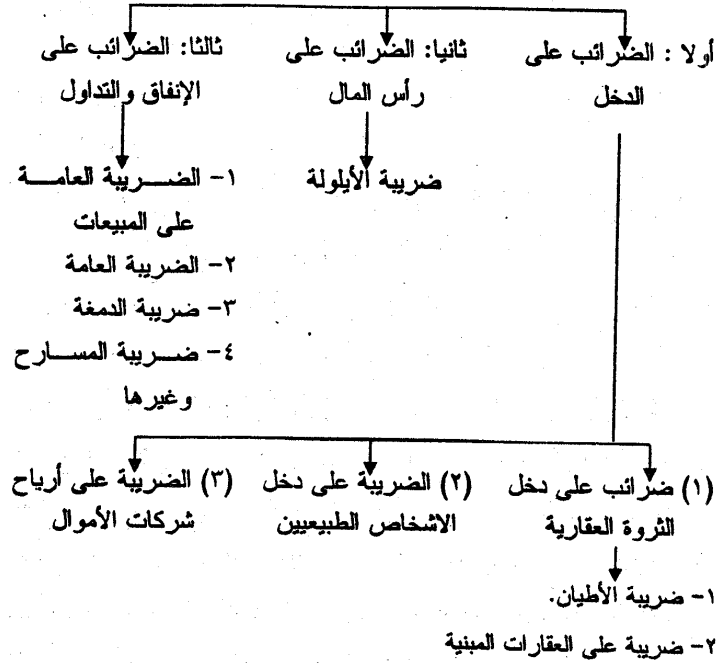 أولا : الضرائب على
الدخل
ثانيا: الضرائب على
رأس المال
ثالثا: الضرائب على
الإنفاق والتداول
ضريبة الأيلولة
١- الضريبة العامة
على المبيعات
٢- الضريبة العامة
٣- ضريبة الدمغة
٤- ضريبة المسارح
وغيرها
(١) ضرائب على دخل
الثروة العقارية
(٢) الضريبة على دخل
الاشخاص الطبيعيين
(٣) الضريبة على أرباح
شركات الأموال
١- ضريبة الأطيان.
٢- ضريبة على العقارات المبنية